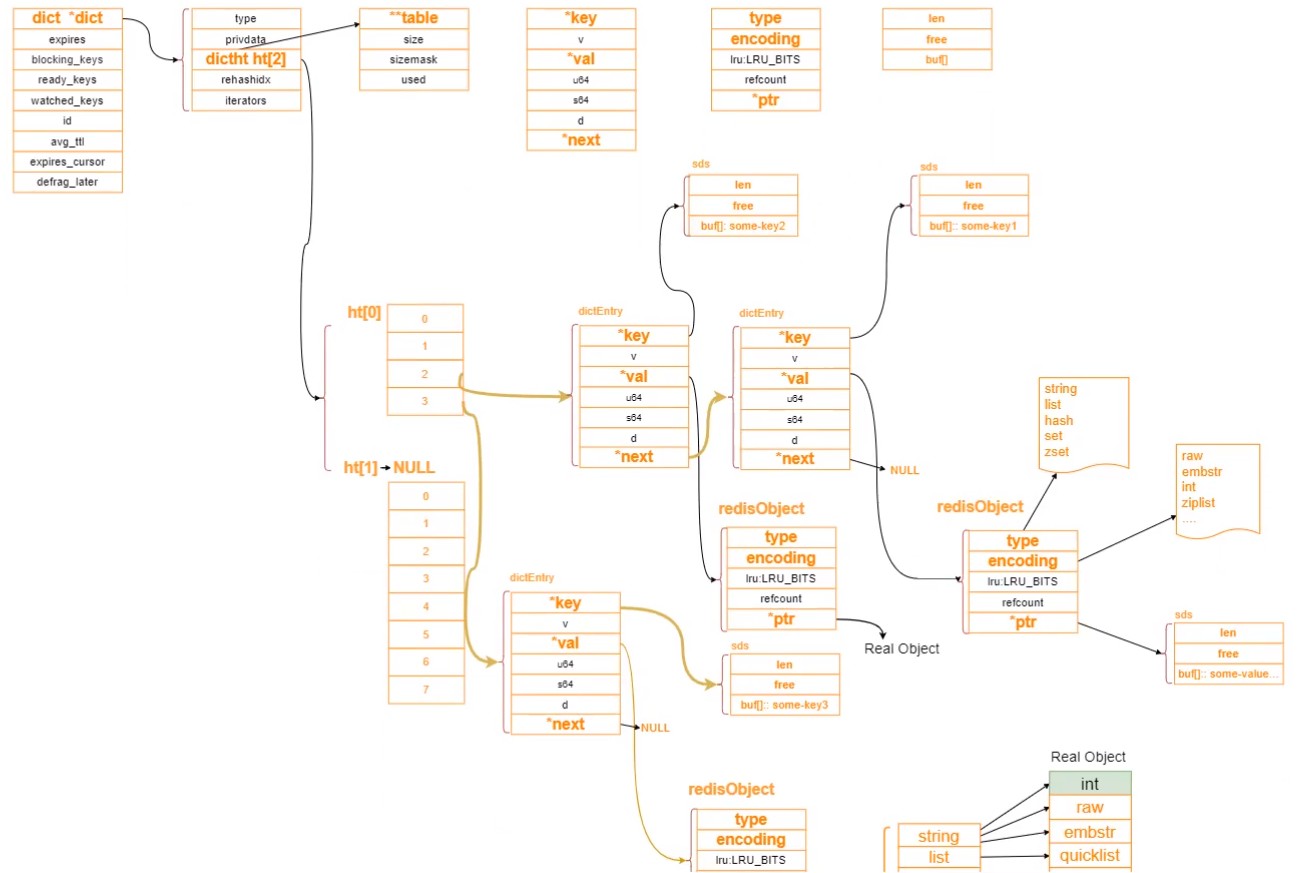 dict *dict
expires
blocking_keys
ready_keys
watched_keys
id
avg_ttl
expires_cursor
defrag_later
type
privdata
dictht ht[2]
rehashidx
iterators
**table
size
sizemask
used
*key
v
*val
u64
s64
d
*next
type
encoding
lru:LRU_BITS
refcount
*ptr
len
free
buf[]
sds
len
free
buf[]: some-key2
sds
len
free
buf[]:: some-key1
ht[0]
0
1
2
3
ht[1]
NULL
0
1
2
3
4
5
6
7
dictEntry
*key
v
*val
u64
s64
d
*next
dictEntry
*key
v
*val
u64
s64
d
*next
NULL
string
list
hash
set
zset
raw
embstr
int
ziplist
....
redisObject
type
encoding
lru:LRU_BITS
refcount
*ptr
Real Object
redisObject
type
encoding
lru:LRU_BITS
refcount
*ptr
sds
len
free
buf[]:: some-value...
dictEntry
*key
v
*val
u64
s64
d
*next
NULL
sds
len
free
buf[]:: some-key3
redisObject
type
encoding
lru:LRU_BITS
string
list
Real Object
int
raw
embstr
quicklist